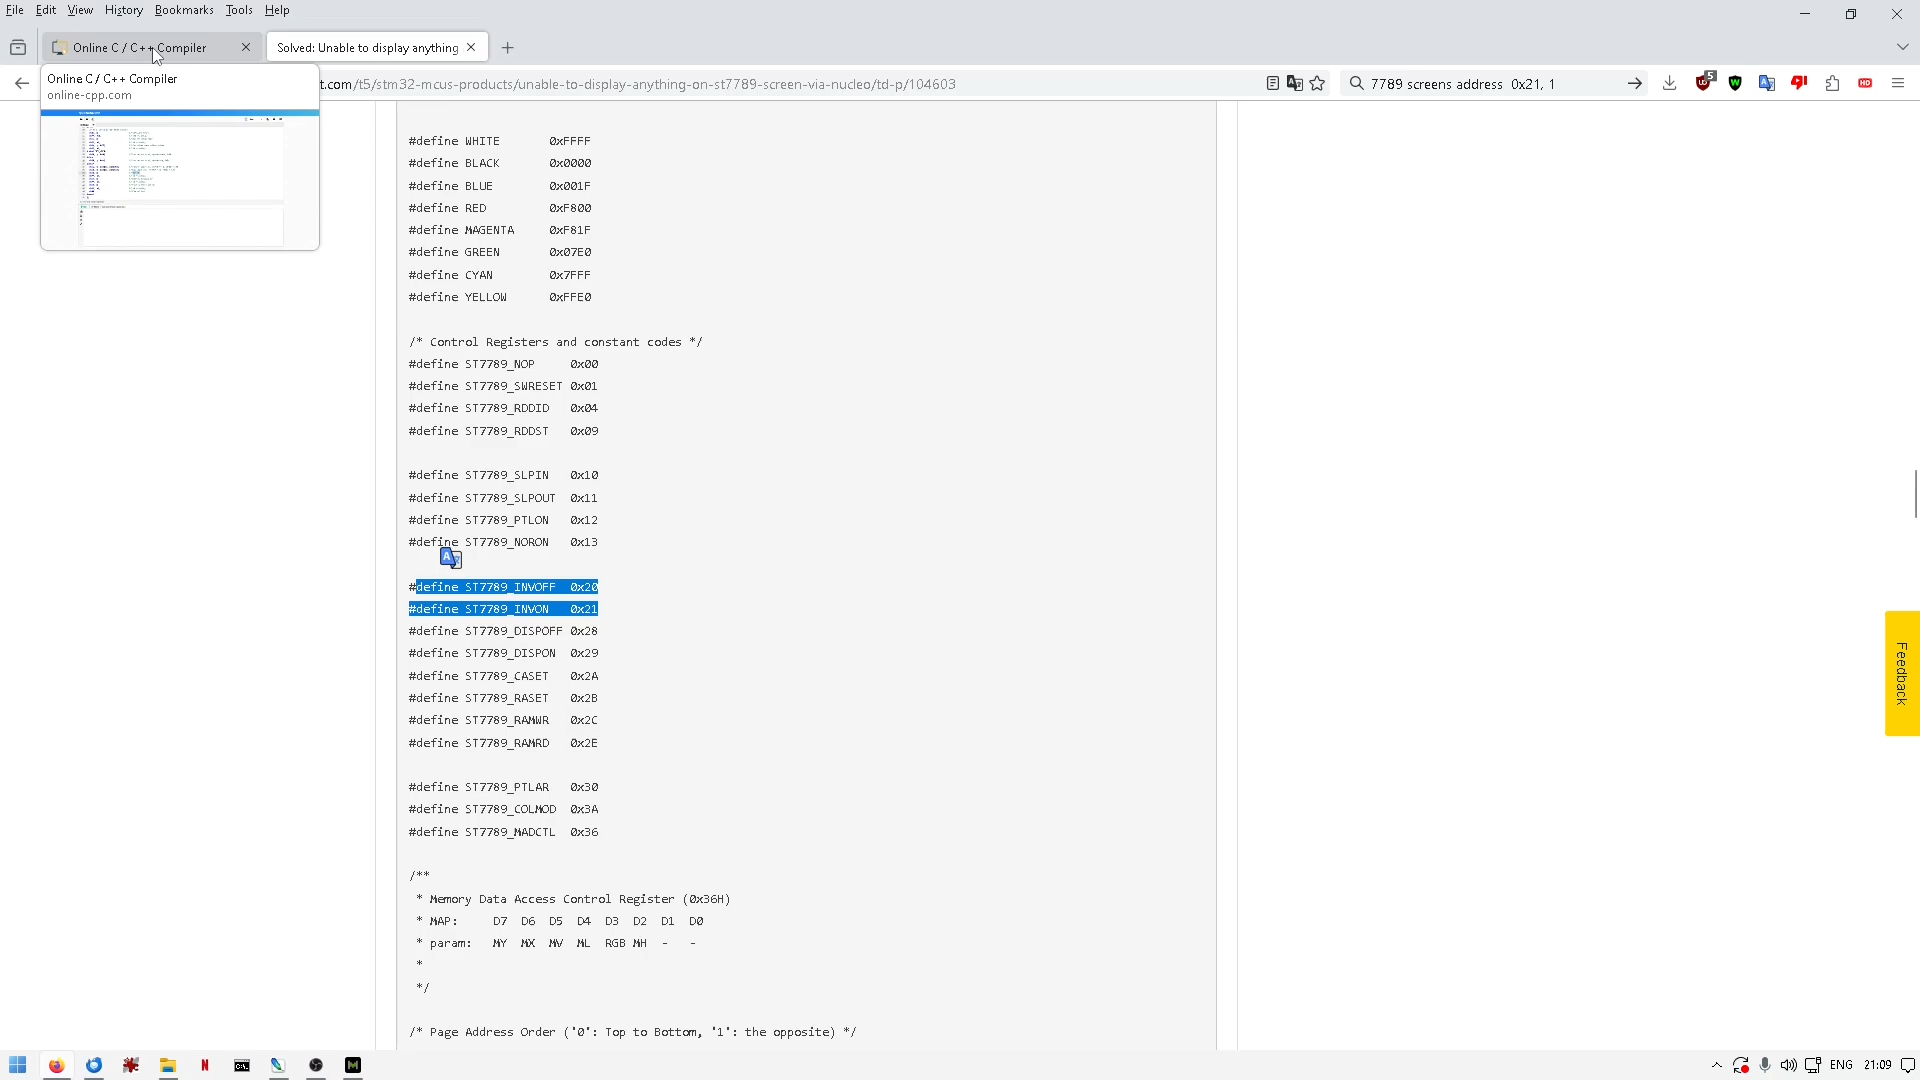 File Edit View History Bookmarks Tools Help
Online C / C++ Compiler
Solved: Unable to display anything
Online C / C++ Compiler
online-cpp.com
t.com/t5/stm32-mcus-products/unable-to-display-anything-on-st7789-screen-via-nucleo/td-p/104603
5
7789 screens address 0x21, 1
HD
#define WHITE 0xFFFF
#define BLACK 0x0000
#define BLUE 0x001F
#define RED 0xF800
#define MAGENTA 0xF81F
#define GREEN 0x07E0
#define CYAN 0x7FFF
#define YELLOW 0xFFE0
/* Control Registers and constant codes */
#define ST7789_NOP 0x00
#define ST7789_SWRESET 0x01
#define ST7789_RDDID 0x04
#define ST7789_RDDST 0x09
#define ST7789_SLPIN 0x10
#define ST7789_SLPOUT 0x11
#define ST7789_PTLON 0x12
#define ST7789_NORON 0x13
#define ST7789_INVOFF 0x20
#define ST7789_INVON 0x21
#define ST7789_DISPOFF 0x28
#define ST7789_DISPON 0x29
#define ST7789_CASET 0x2A
#define ST7789_RASET 0x2B
#define ST7789_RAMWR 0x2C
#define ST7789_RAMRD 0x2E
#define ST7789_PTLAR 0x30
#define ST7789_COLMOD 0x3A
#define ST7789_MADCTL 0x36
/**
* Memory Data Access Control Register (0x36H)
* MAP: D7 D6 D5 D4 D3 D2 D1 D0
* param: MY MX MV ML RGB MH - -
*
*/
/* Page Address Order ('0': Top to Bottom, '1': the opposite) */
Feedback
ENG 21:09